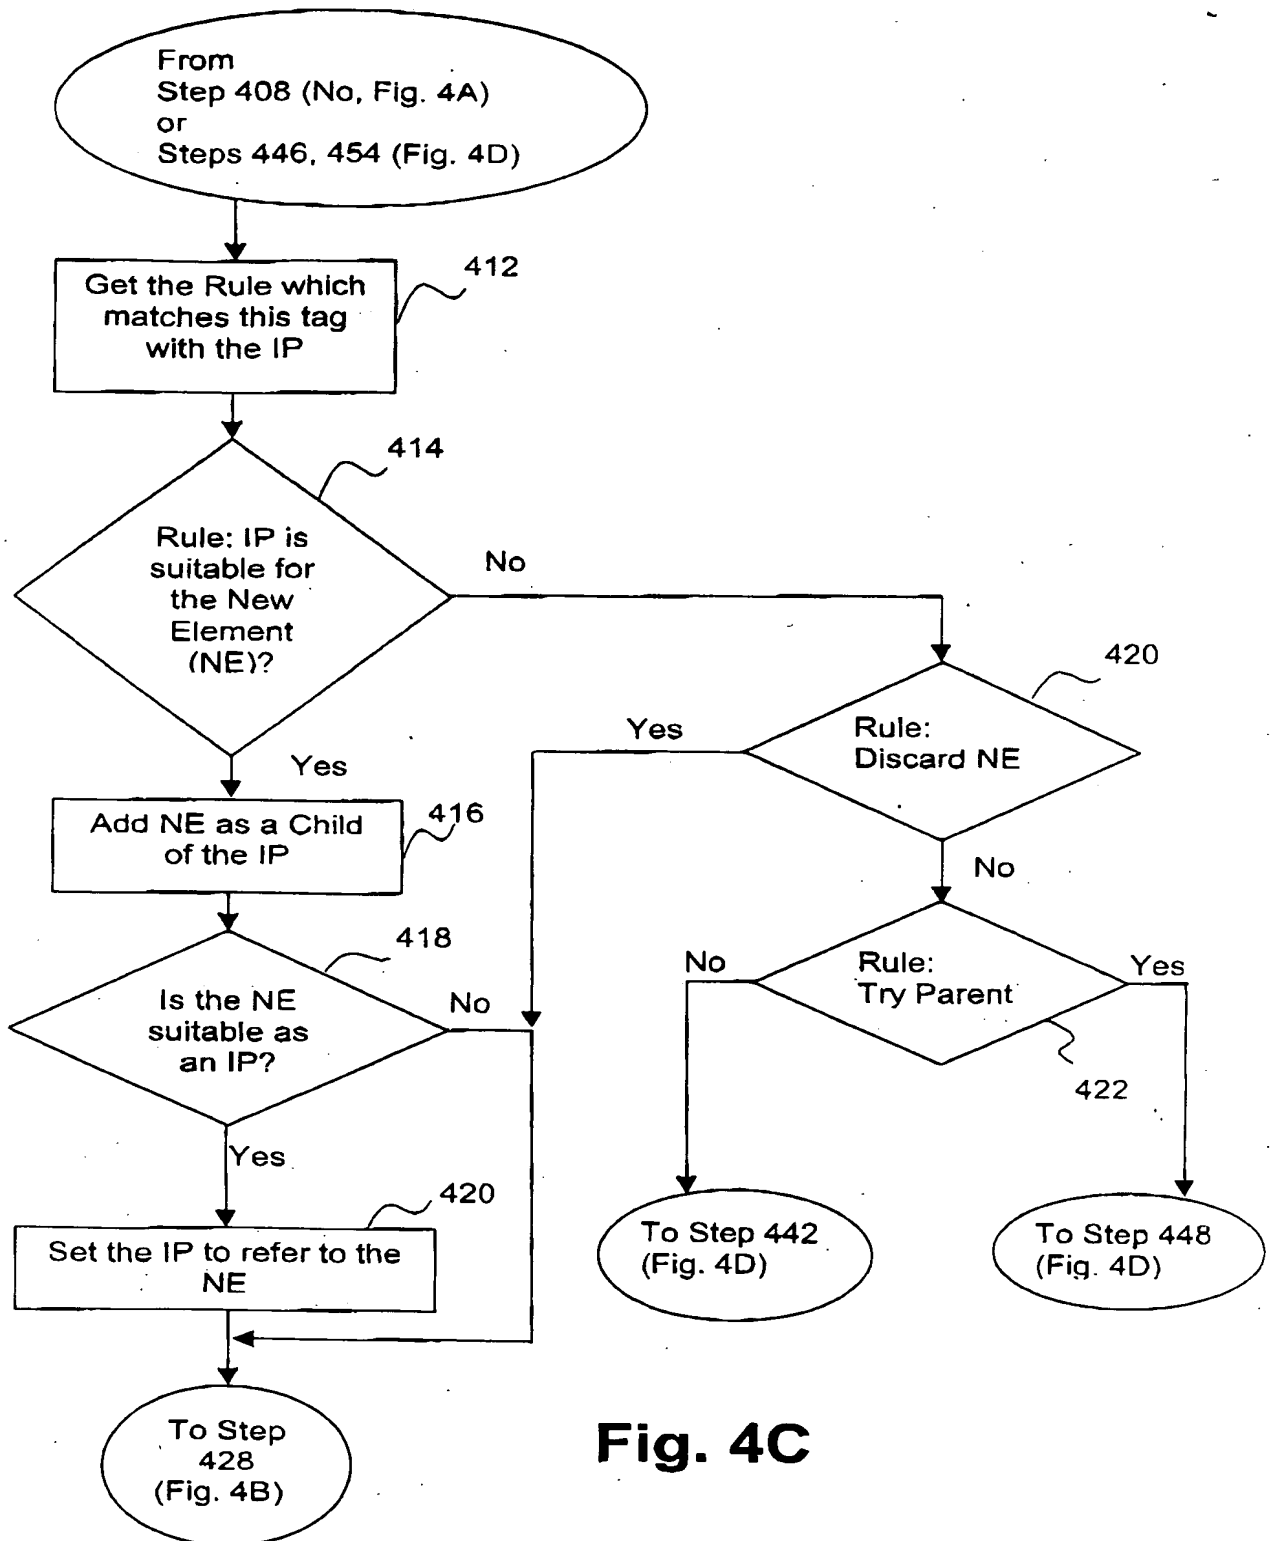 From
Step 408 (No, Fig. 4A)
or
Steps 446, 454 (Fig. 4D)
412
Get the Rule which
matches this tag
with the IP
414
Rule: IP is
suitable for
the New
Element
(NE)?
No
Yes
420
Rule:
Discard NE
Yes
No
Add NE as a Child
of the IP
416
418
Is the NE
suitable as
an IP?
No
Yes
Rule:
Try Parent
No
Yes
422
420
Set the IP to refer to the
NE
To Step 442
(Fig. 4D)
To Step 448
(Fig. 4D)
To Step
428
(Fig. 4B)
Fig. 4C